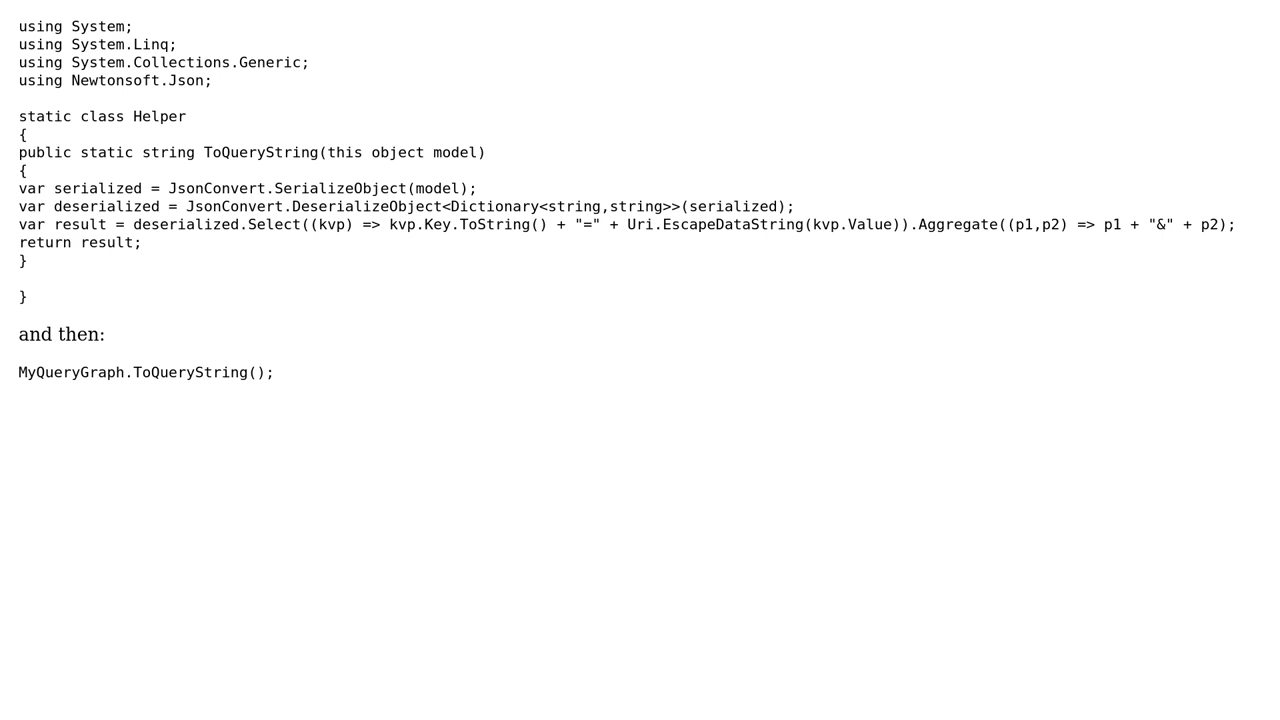 using System;
using System.Linq;
using System.Collections.Generic;
using Newtonsoft.Json;

static class Helper
{
public static string ToQueryString(this object model)
{
var serialized = JsonConvert.SerializeObject(model);
var deserialized = JsonConvert.DeserializeObject<Dictionary<string,string>>(serialized);
var result = deserialized.Select((kvp) => kvp.Key.ToString() + "=" + Uri.EscapeDataString(kvp.Value)).Aggregate((p1,p2) => p1 + "&" + p2);
return result;
}

}

and then:

MyQueryGraph.ToQueryString();